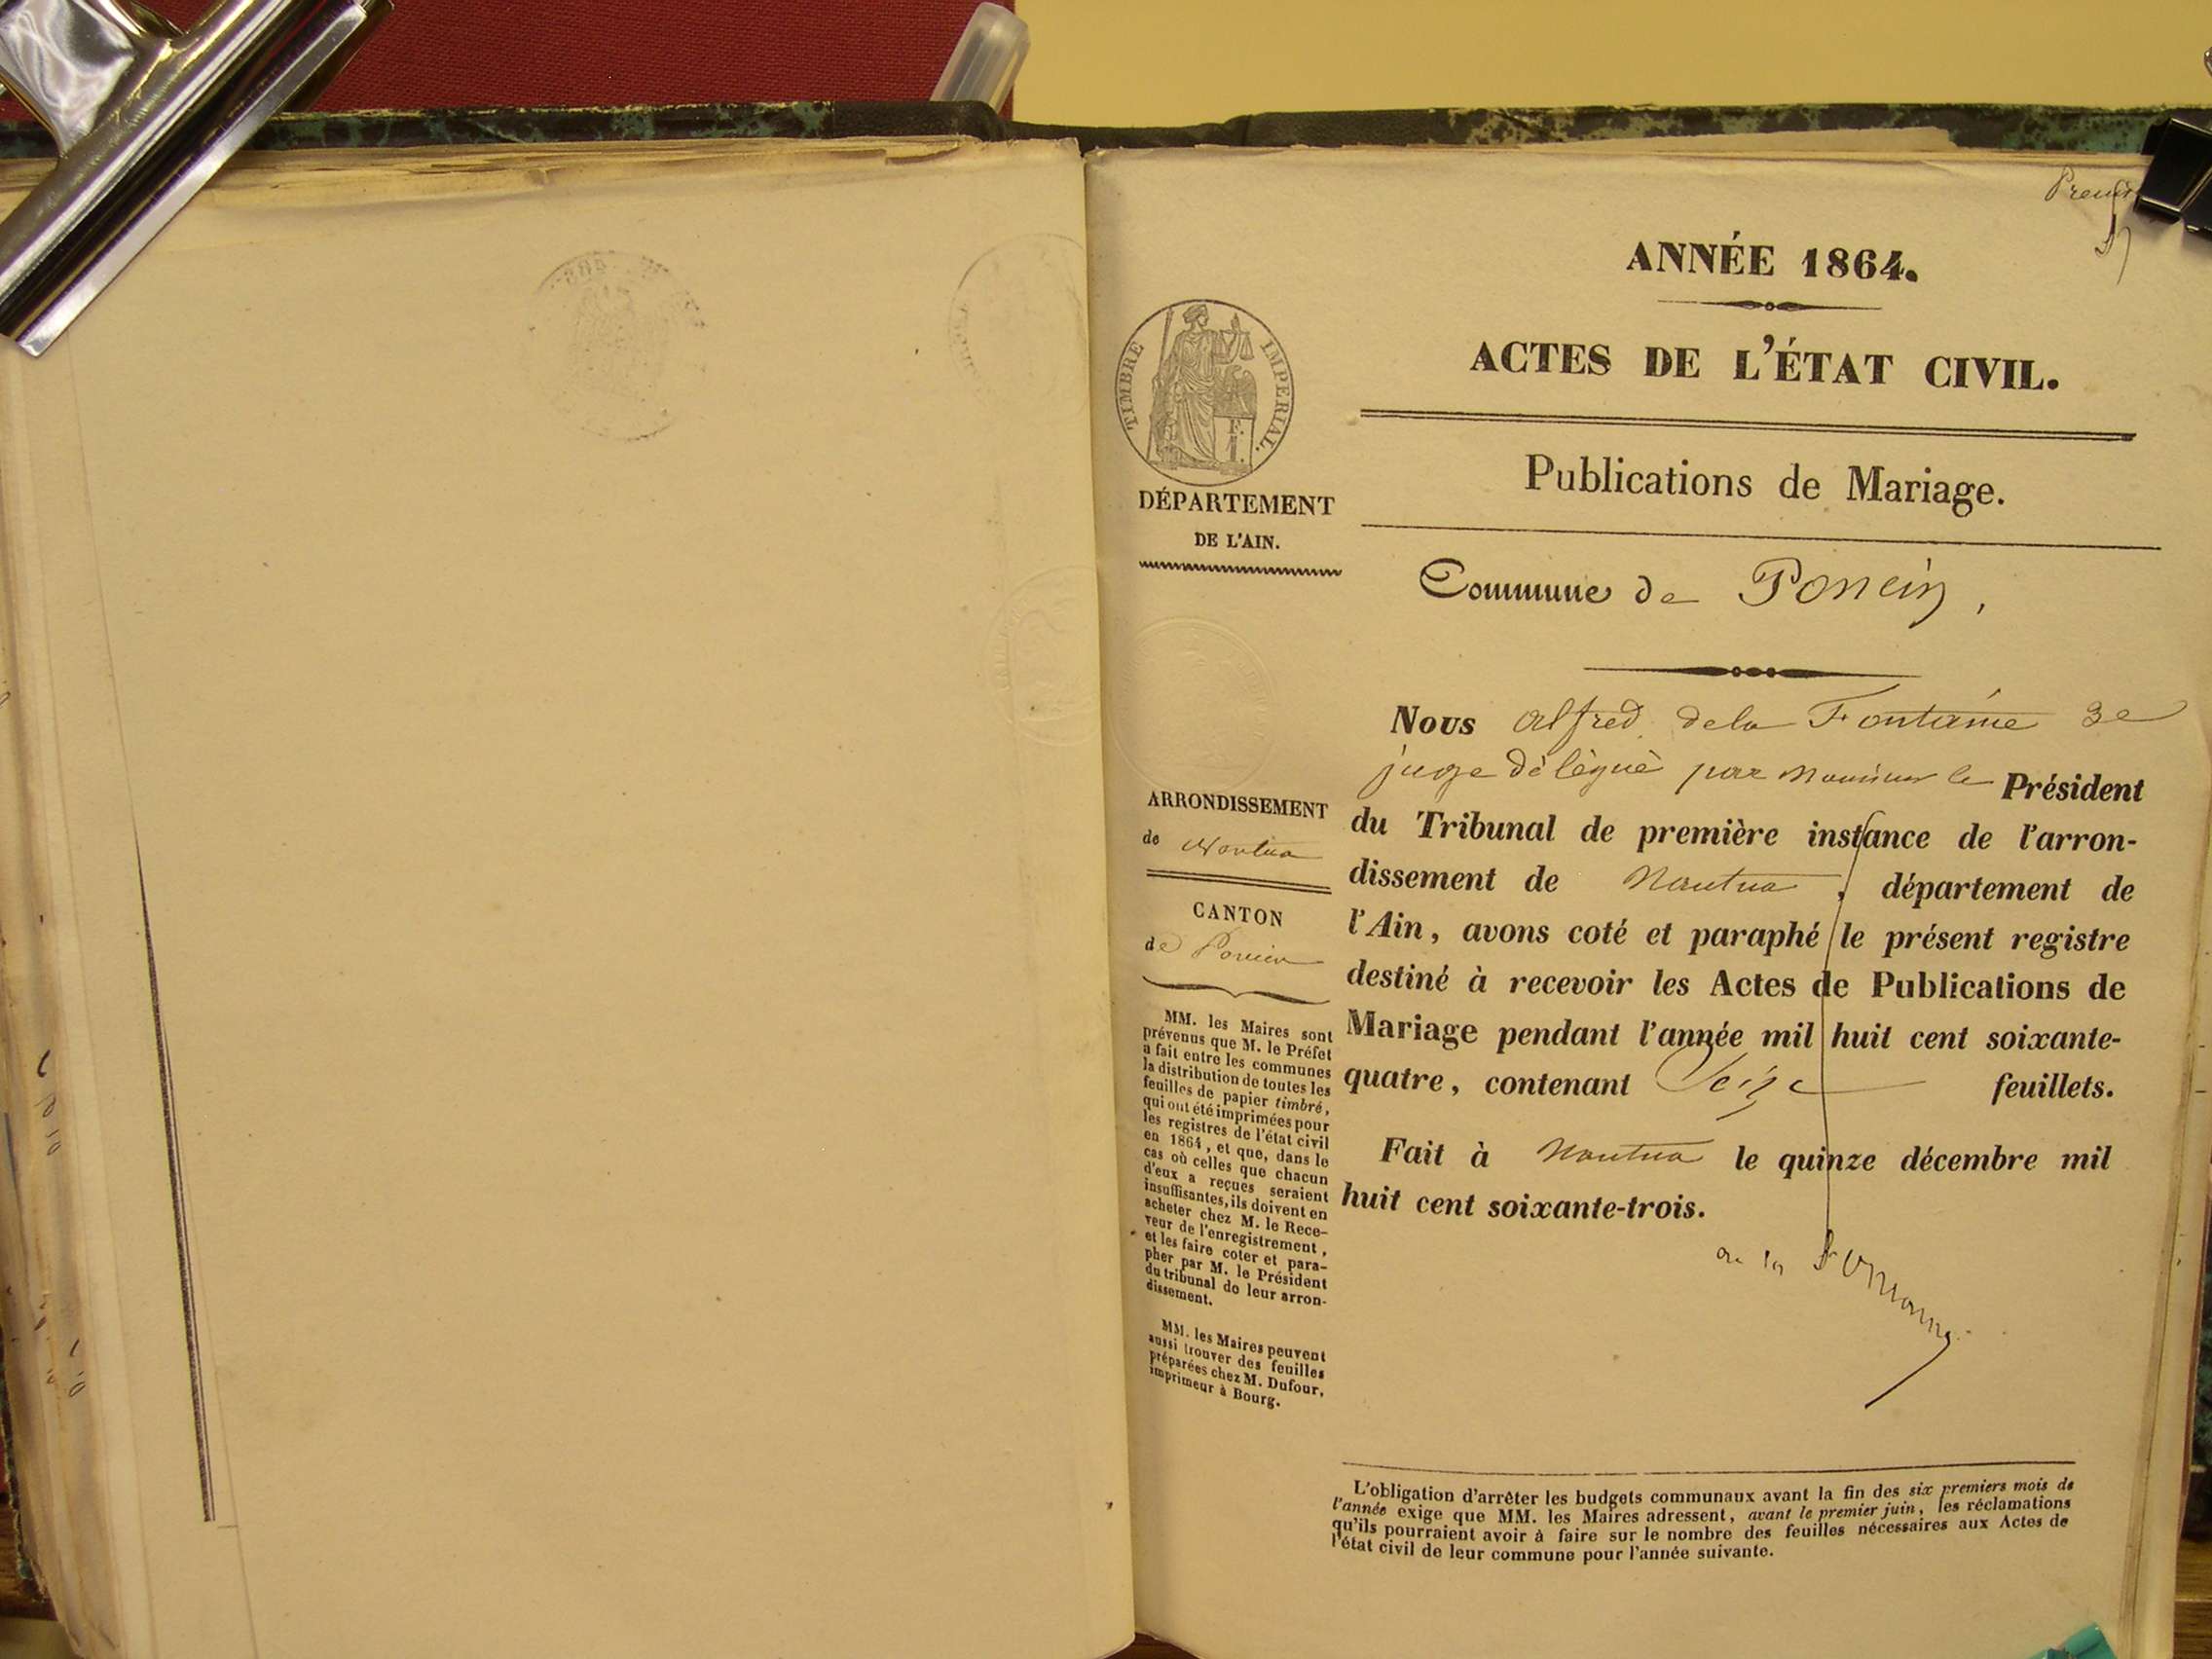 ANNÉE 1864.
ACTES DE L'ÉTAT CIVIL.
TIMBRE IMPERIAL.
Publications de Mariage.
DÉPARTEMENT
DE L'AIN.
Commune de Poncin,
Nous Alfred dela Fontaine
juge délégué par Monsieur le Président
du Tribunal de première instance de l'arron-
dissement de Nantua, département de
l'Ain, avons coté et paraphé le présent registre
destiné à recevoir les Actes de Publications de
Mariage pendant l'année mil huit cent soixante-
quatre, contenant Seize feuillets.
Fait à Nantua le quinze décembre mil
huit cent soixante-trois.
de la Fontaine
ARRONDISSEMENT
de Nantua
CANTON
de Poncin
MM. les Maires sont
prévenus que M. le Préfet
a fait entre les communes
la distribution de toutes les
feuilles de papier timbré,
qui ont été imprimées pour
les registres de l'état civil
en 1864, et que, dans le
cas où celles que chacun
d'eux a reçues seraient
insuffisantes, ils doivent en
acheter chez M. le Rece-
veur de l'enregistrement,
et les faire coter et para-
pher par M. le Président
du tribunal de leur arron-
dissement.
MM. les Maires peuvent
aussi trouver des feuilles
préparées chez M. Dufour,
imprimeur à Bourg.
L'obligation d'arrêter les budgets communaux avant la fin des six premiers mois de
l'année exige que MM. les Maires adressent, avant le premier juin, les réclamations
qu'ils pourraient avoir à faire sur le nombre des feuilles nécessaires aux Actes de
l'état civil de leur commune pour l'année suivante.